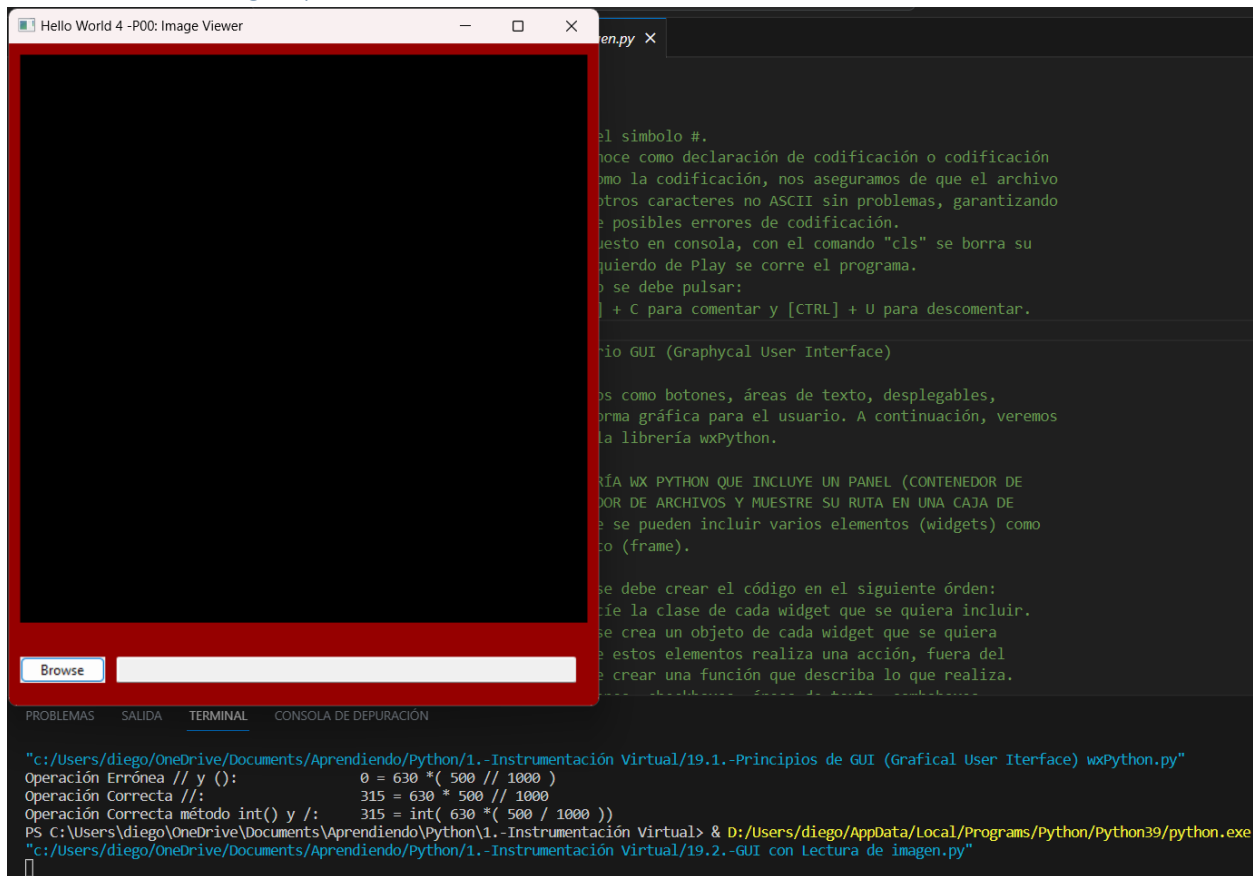 Hello World 4 -P00: Image Viewer
en.py
el simbolo #.
noce como declaración de codificación o codificación
omo la codificación, nos aseguramos de que el archivo
otros caracteres no ASCII sin problemas, garantizando
e posibles errores de codificación.
uesto en consola, con el comando "cls" se borra su
quierdo de Play se corre el programa.
o se debe pulsar:
] + C para comentar y [CTRL] + U para descomentar.
rio GUI (Graphycal User Interface)
os como botones, áreas de texto, desplegables,
orma gráfica para el usuario. A continuación, veremos
la librería wxPython.
RÍA WX PYTHON QUE INCLUYE UN PANEL (CONTENEDOR DE
DOR DE ARCHIVOS Y MUESTRE SU RUTA EN UNA CAJA DE
e se pueden incluir varios elementos (widgets) como
co (frame).
se debe crear el código en el siguiente órden:
cíe la clase de cada widget que se quiera incluir.
se crea un objeto de cada widget que se quiera
e estos elementos realiza una acción, fuera del
e crear una función que describa lo que realiza.
Browse
PROBLEMAS SALIDA TERMINAL CONSOLA DE DEPURACIÓN
"c:/Users/diego/OneDrive/Documents/Aprendiendo/Python/1.-Instrumentación Virtual/19.1.-Principios de GUI (Grafical User Iterface) wxPython.py"
Operación Errónea // y (): 0 = 630 *( 500 // 1000 )
Operación Correcta //: 315 = 630 * 500 // 1000
Operación Correcta método int() y /: 315 = int( 630 *( 500 / 1000 ))
PS C:\Users\diego\OneDrive\Documents\Aprendiendo\Python\1.-Instrumentación Virtual> & D:/Users/diego/AppData/Local/Programs/Python/Python39/python.exe
"c:/Users/diego/OneDrive/Documents/Aprendiendo/Python/1.-Instrumentación Virtual/19.2.-GUI con Lectura de imagen.py"